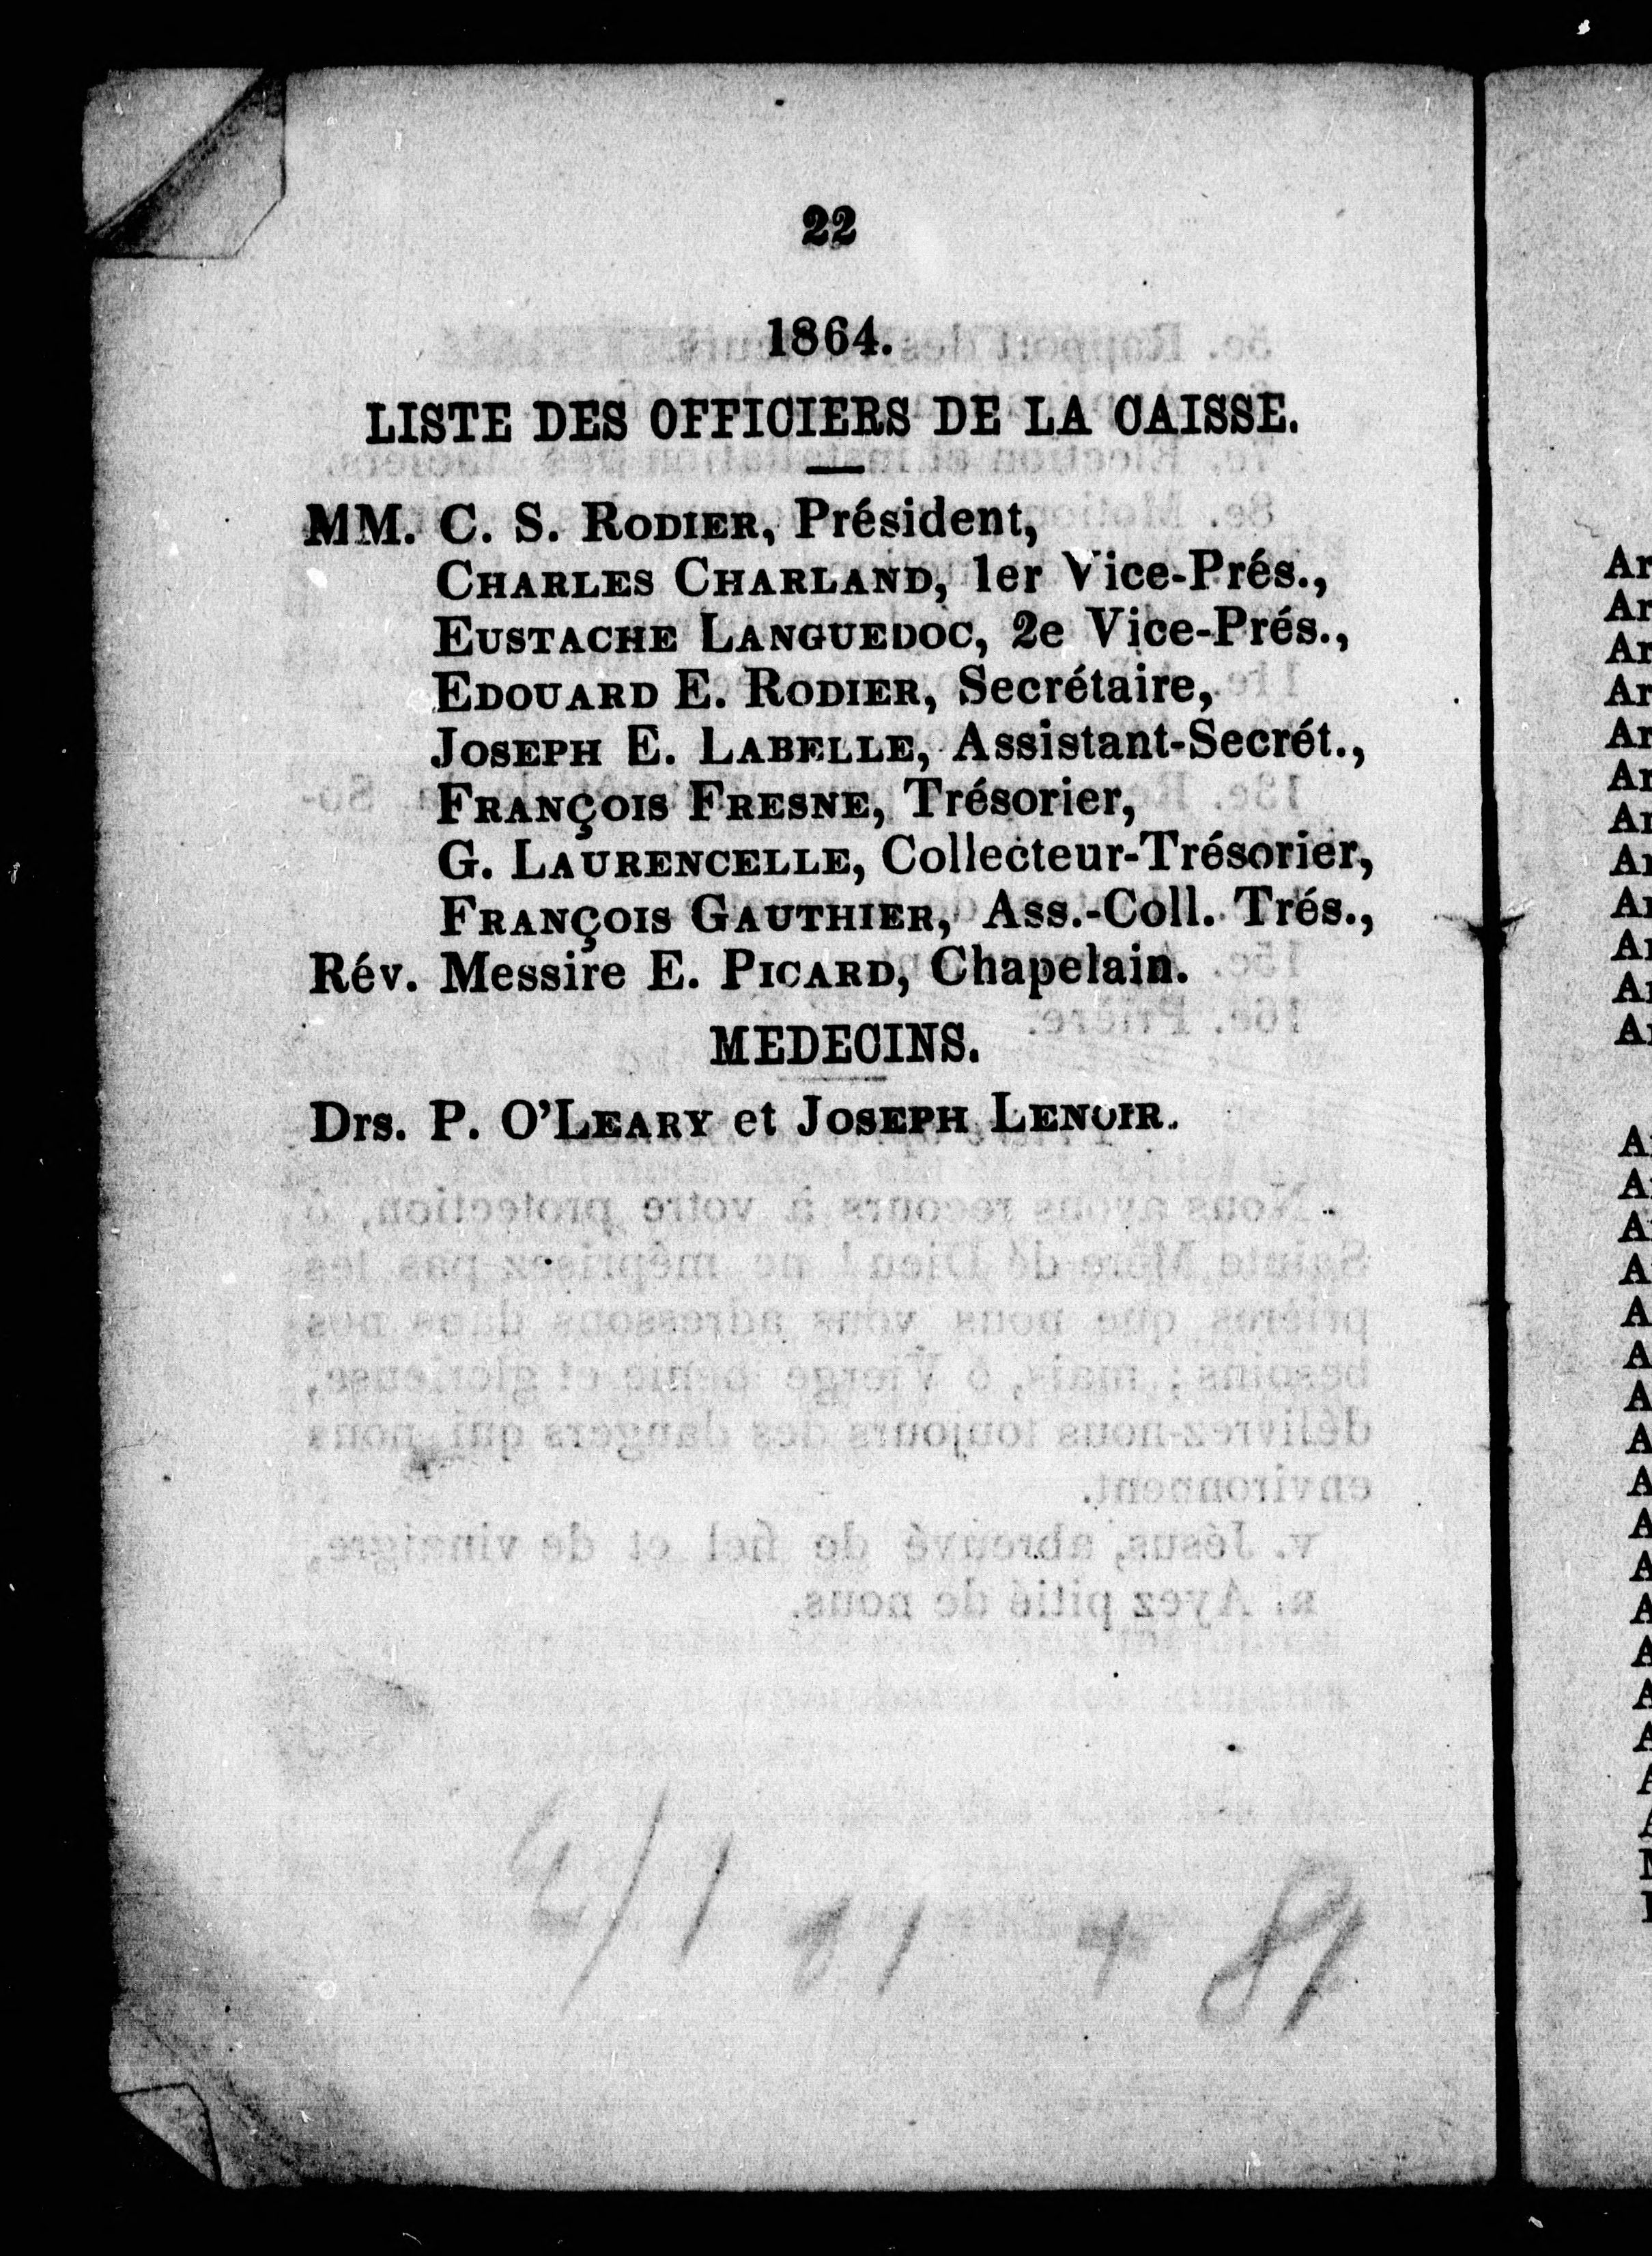 22
1864.
LISTE DES OFFICIERS DE LA CAISSE.
MM. C. S. RODIER, Président,
CHARLES CHARLAND, 1er Vice-Prés.,
EUSTACHE LANGUEDOC, 2e Vice-Prés.,
EDOUARD E. RODIER, Secrétaire,
JOSEPH E. LABELLE, Assistant-Secrét.,
FRANÇOIS FRESNE, Trésorier,
G. LAURENCELLE, Collecteur-Trésorier,
FRANÇOIS GAUTHIER, Ass.-Coll. Trés.,
Rév. Messire E. PICARD, Chapelain.
MEDECINS.
Drs. P. O'LEARY et JOSEPH LENOIR.